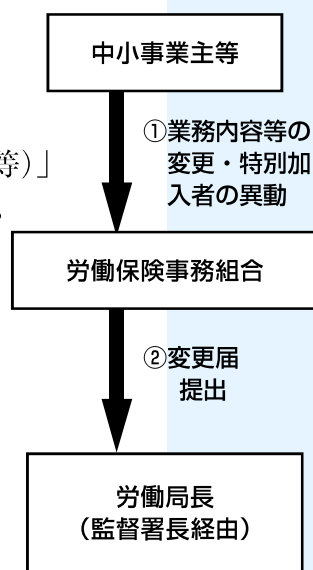 中小事業主等
①業務内容等の
変更・特別加
入者の異動
等)」
労働保険事務組合
②変更届
提出
労働局長
(監督署長経由)